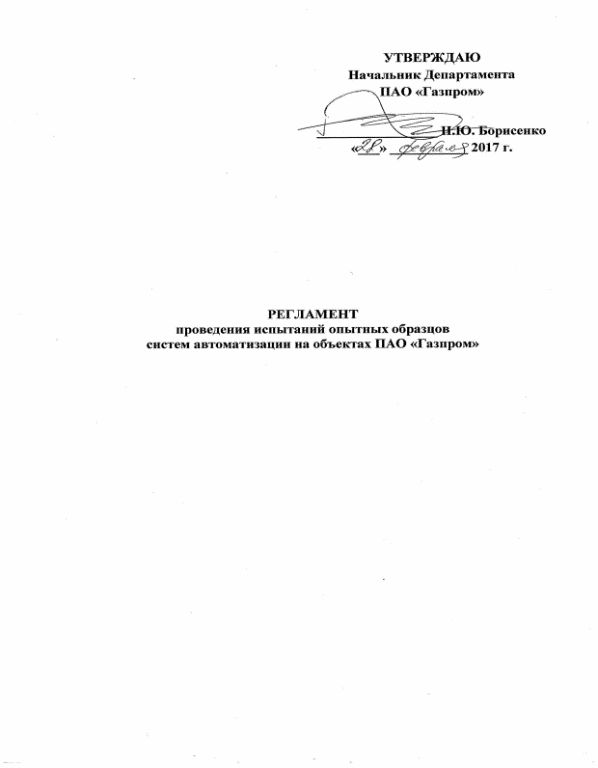 УТВЕРЖДАЮ
Начальник Департамента
ПАО «Газпром»
Н.Ю. Борисенко
«28» февраля 2017 г.
РЕГЛАМЕНТ
проведения испытаний опытных образцов
систем автоматизации на объектах ПАО «Газпром»